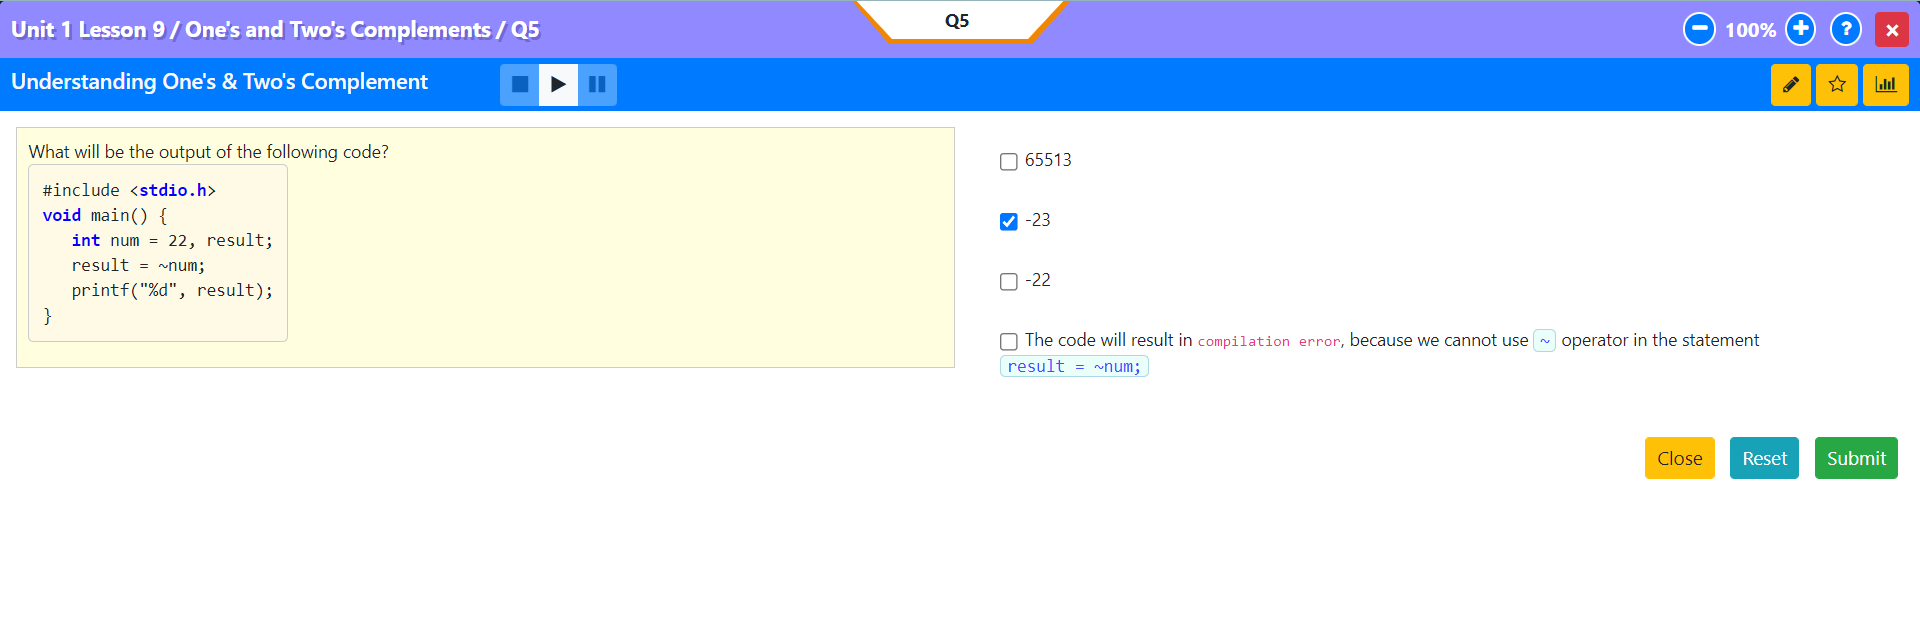 Unit 1 Lesson 9 / One's and Two's Complements / Q5
Q5
100%
?
Understanding One's & Two's Complement
What will be the output of the following code?
#include <stdio.h>
void main() {
   int num = 22, result;
   result = ~num;
   printf("%d", result);
}
65513
-23
-22
The code will result in compilation error, because we cannot use ~ operator in the statement
result = ~num;
Close
Reset
Submit